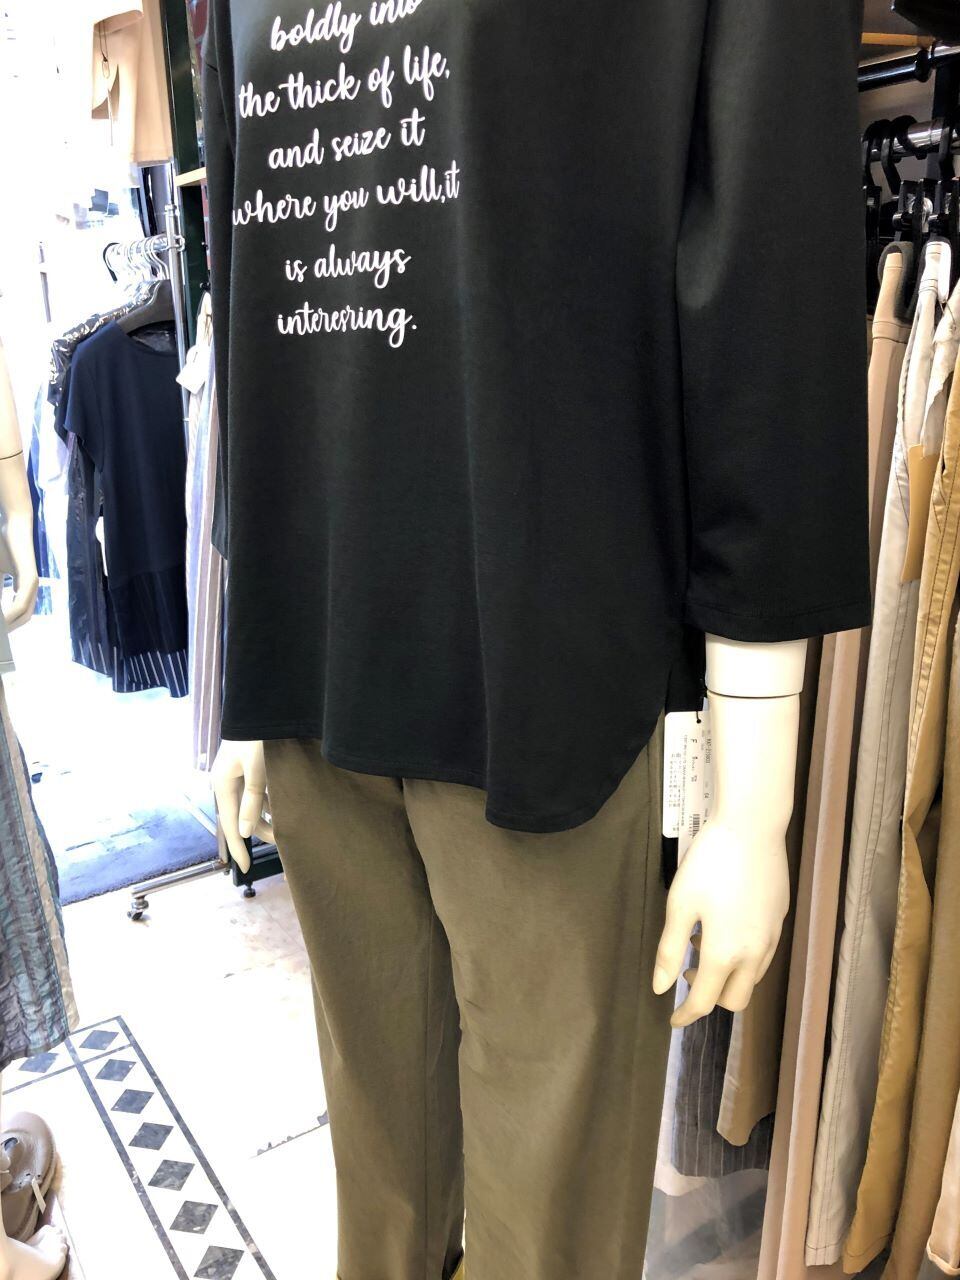 boldly into
the thick of life,
and seize it
where you will,it
is always
interesring.
F